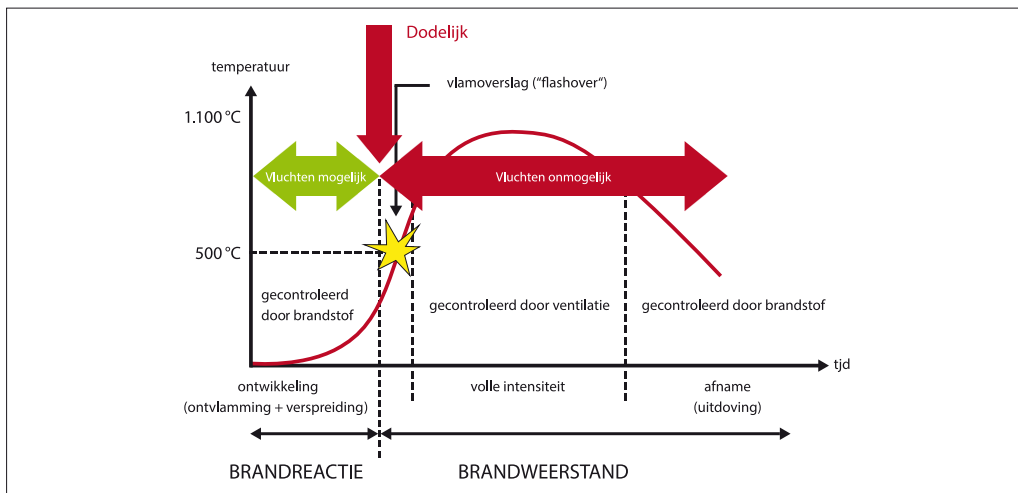 Dodelijk
temperatuur
vlamoverslag (“flashover“)
1.100 °C
Vluchten mogelijk
Vluchten onmogelijk
500 °C
gecontroleerd
door brandstof
gecontroleerd door ventilatie
gecontroleerd door brandstof
tjd
ontwikkeling
(ontvlamming + verspreiding)
volle intensiteit
afname
(uitdoving)
BRANDREACTIE
BRANDWEERSTAND